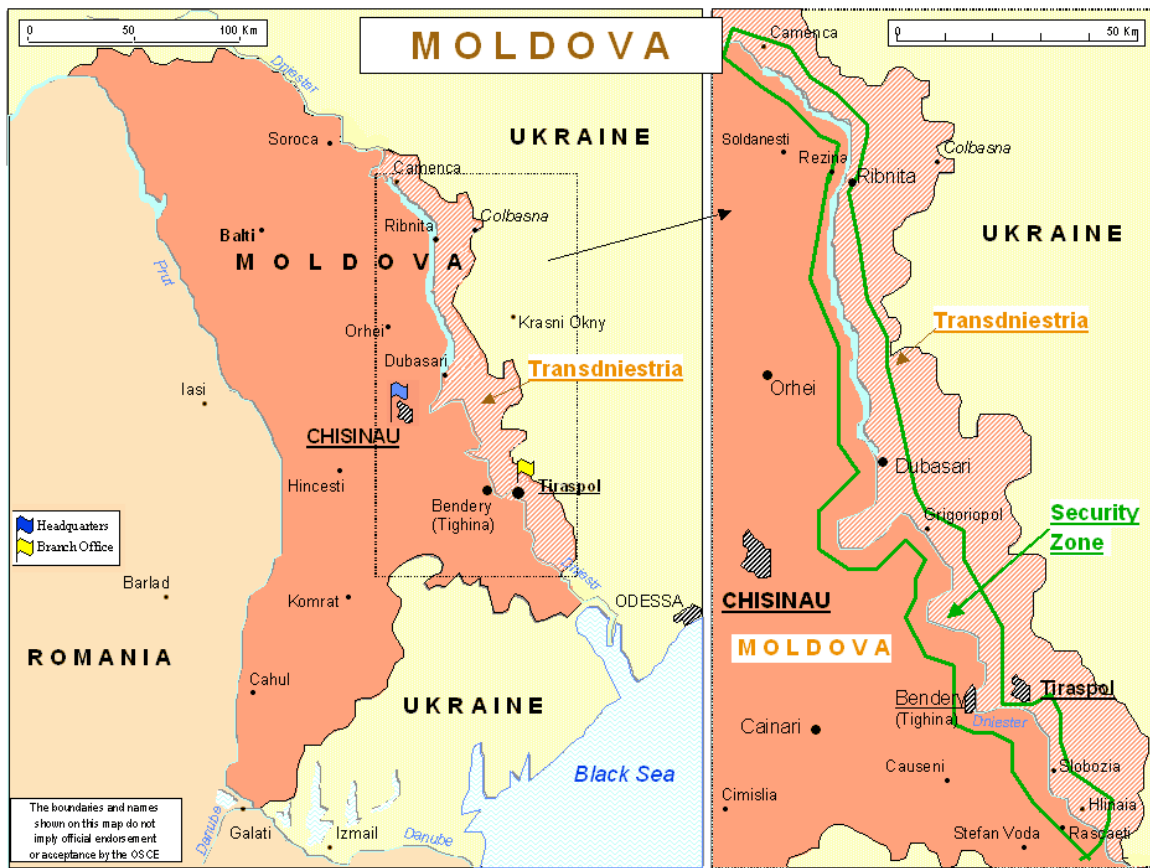 MOLDOVA
0 50 100 Km
Dniester
Soroca
UKRAINE
Camenca
Colbasna
Ribnita
Balti
MOLDOVA
Prut
Krasni Okny
Orhei
Dubasari
Transdniestria
Iasi
CHISINAU
Hincesti
Tiraspol
Bendery
(Tighina)
Headquarters
Branch Office
Dniestr
Barlad
Komrat
ODESSA
ROMANIA
Cahul
UKRAINE
Black Sea
The boundaries and names
shown on this map do not
imply official endorsement
or acceptance by the OSCE
Danube
Galati
Izmail
Danube
0 50 Km
Camenca
Soldanesti
Rezina
Colbasna
Ribnita
UKRAINE
Transdniestria
Orhei
Dubasari
Grigoriopol
Security
Zone
CHISINAU
MOLDOVA
Bendery
(Tighina)
Tiraspol
Dniester
Cainari
Causeni
Slobozia
Cimislia
Hlinaia
Stefan Voda
Rascaeti